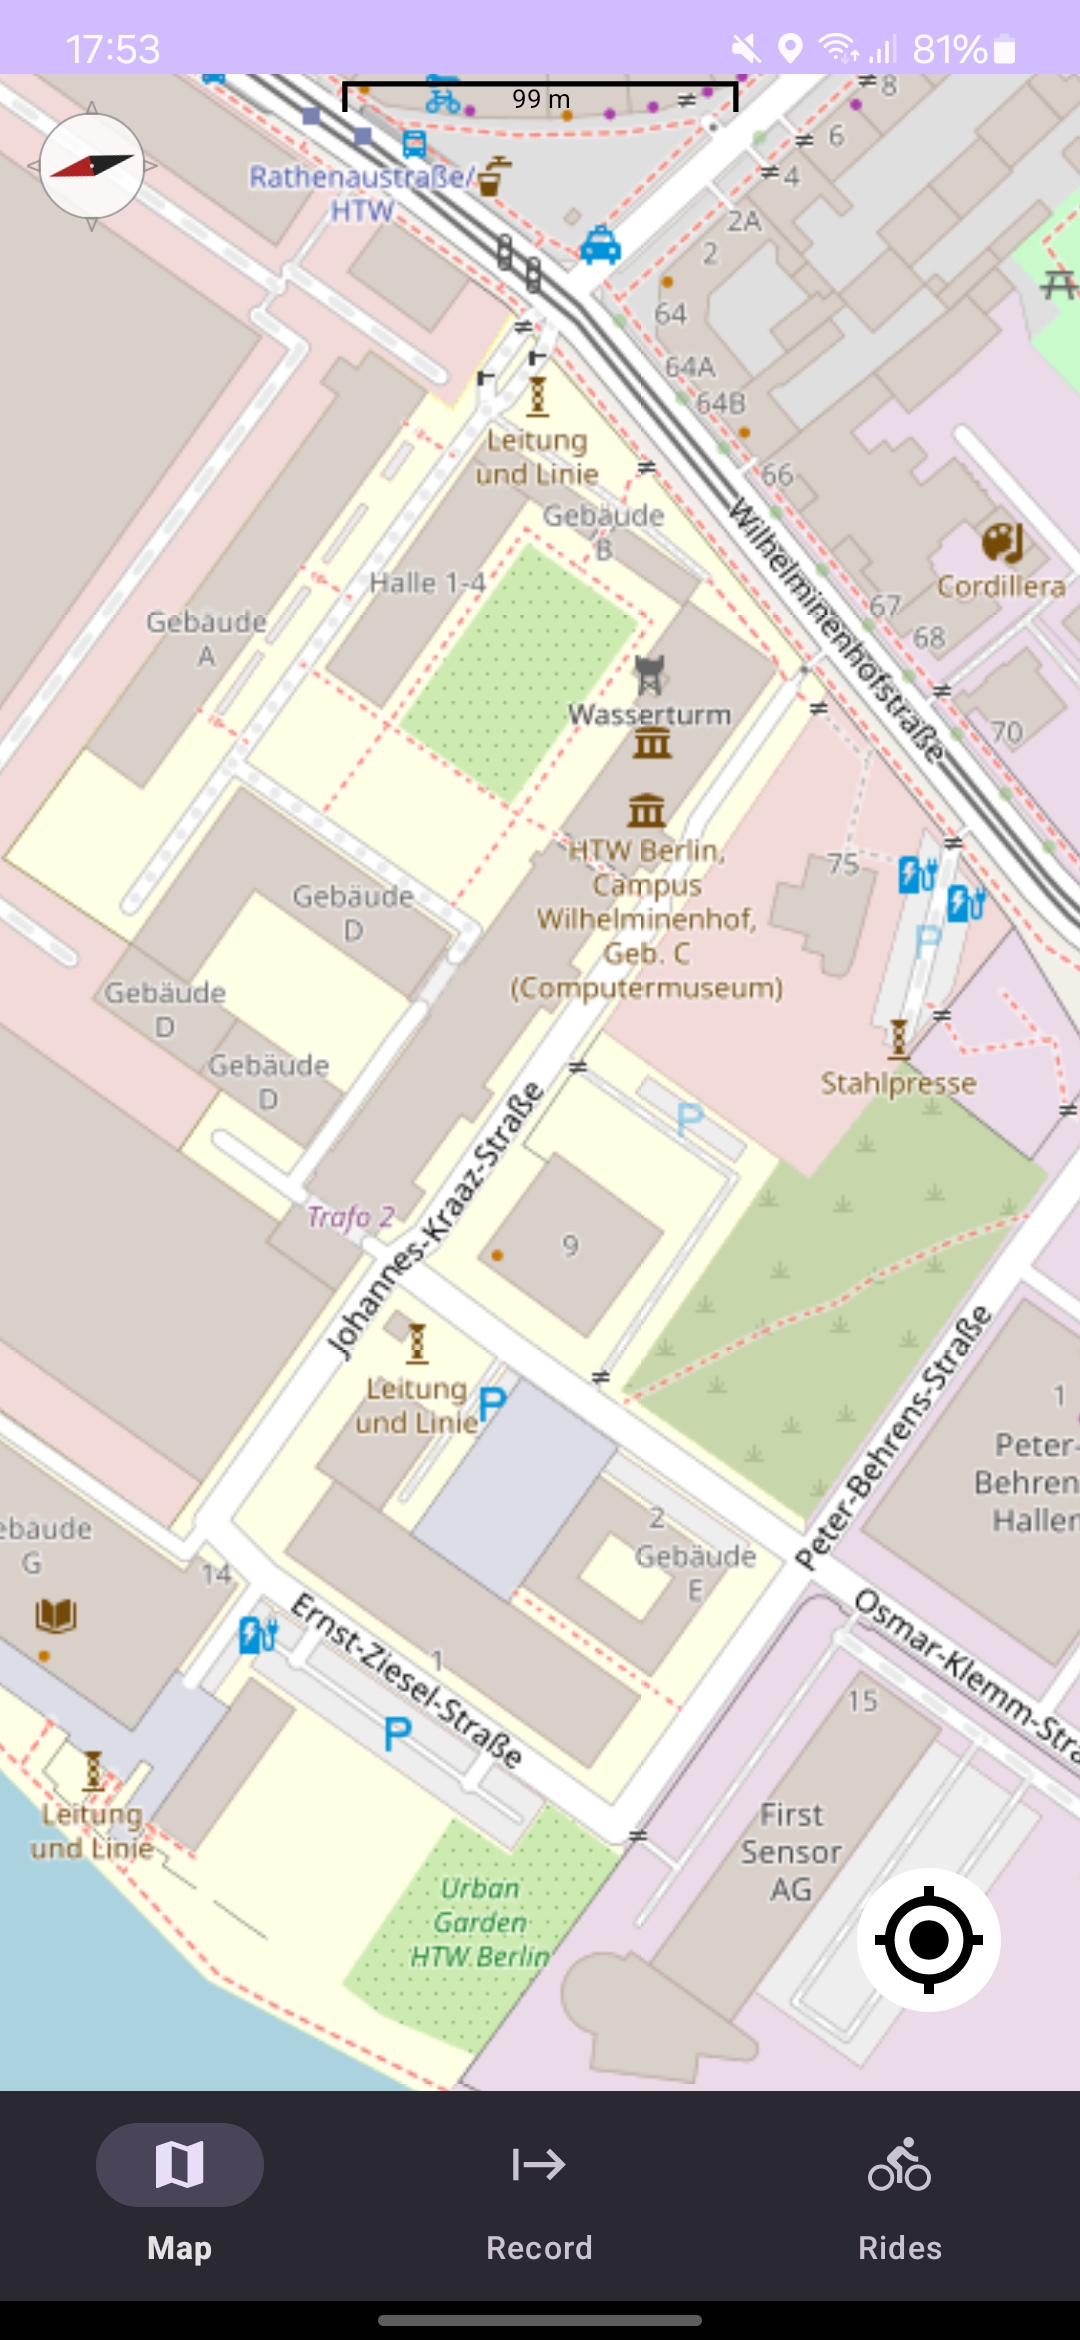 17:53
81%
99 m
8
6
4
2A
2
Rathenaustraße/
HTW
64
64A
64B
66
Leitung
und Linie
Gebäude
B
Halle 1-4
Gebäude
A
Wilhelminenhofstraße
Cordillera
67
68
70
Wasserturm
HTW Berlin,
Campus
Wilhelminenhof,
Geb. C
(Computermuseum)
75
P
Gebäude
D
Gebäude
D
Gebäude
D
Stahlpresse
P
Johannes-Kraaz-Straße
Trafo 2
9
Leitung
und Linie
P
Peter-Behrens-Straße
1
Peter-
Behren
Haller
2
Gebäude
E
ebäude
G
14
Ernst-Ziesel-Straße
1
P
Osmar-Klemm-Stra
15
First
Sensor
AG
Leitung
und Linie
Urban
Garden
HTW Berlin
Map
Record
Rides